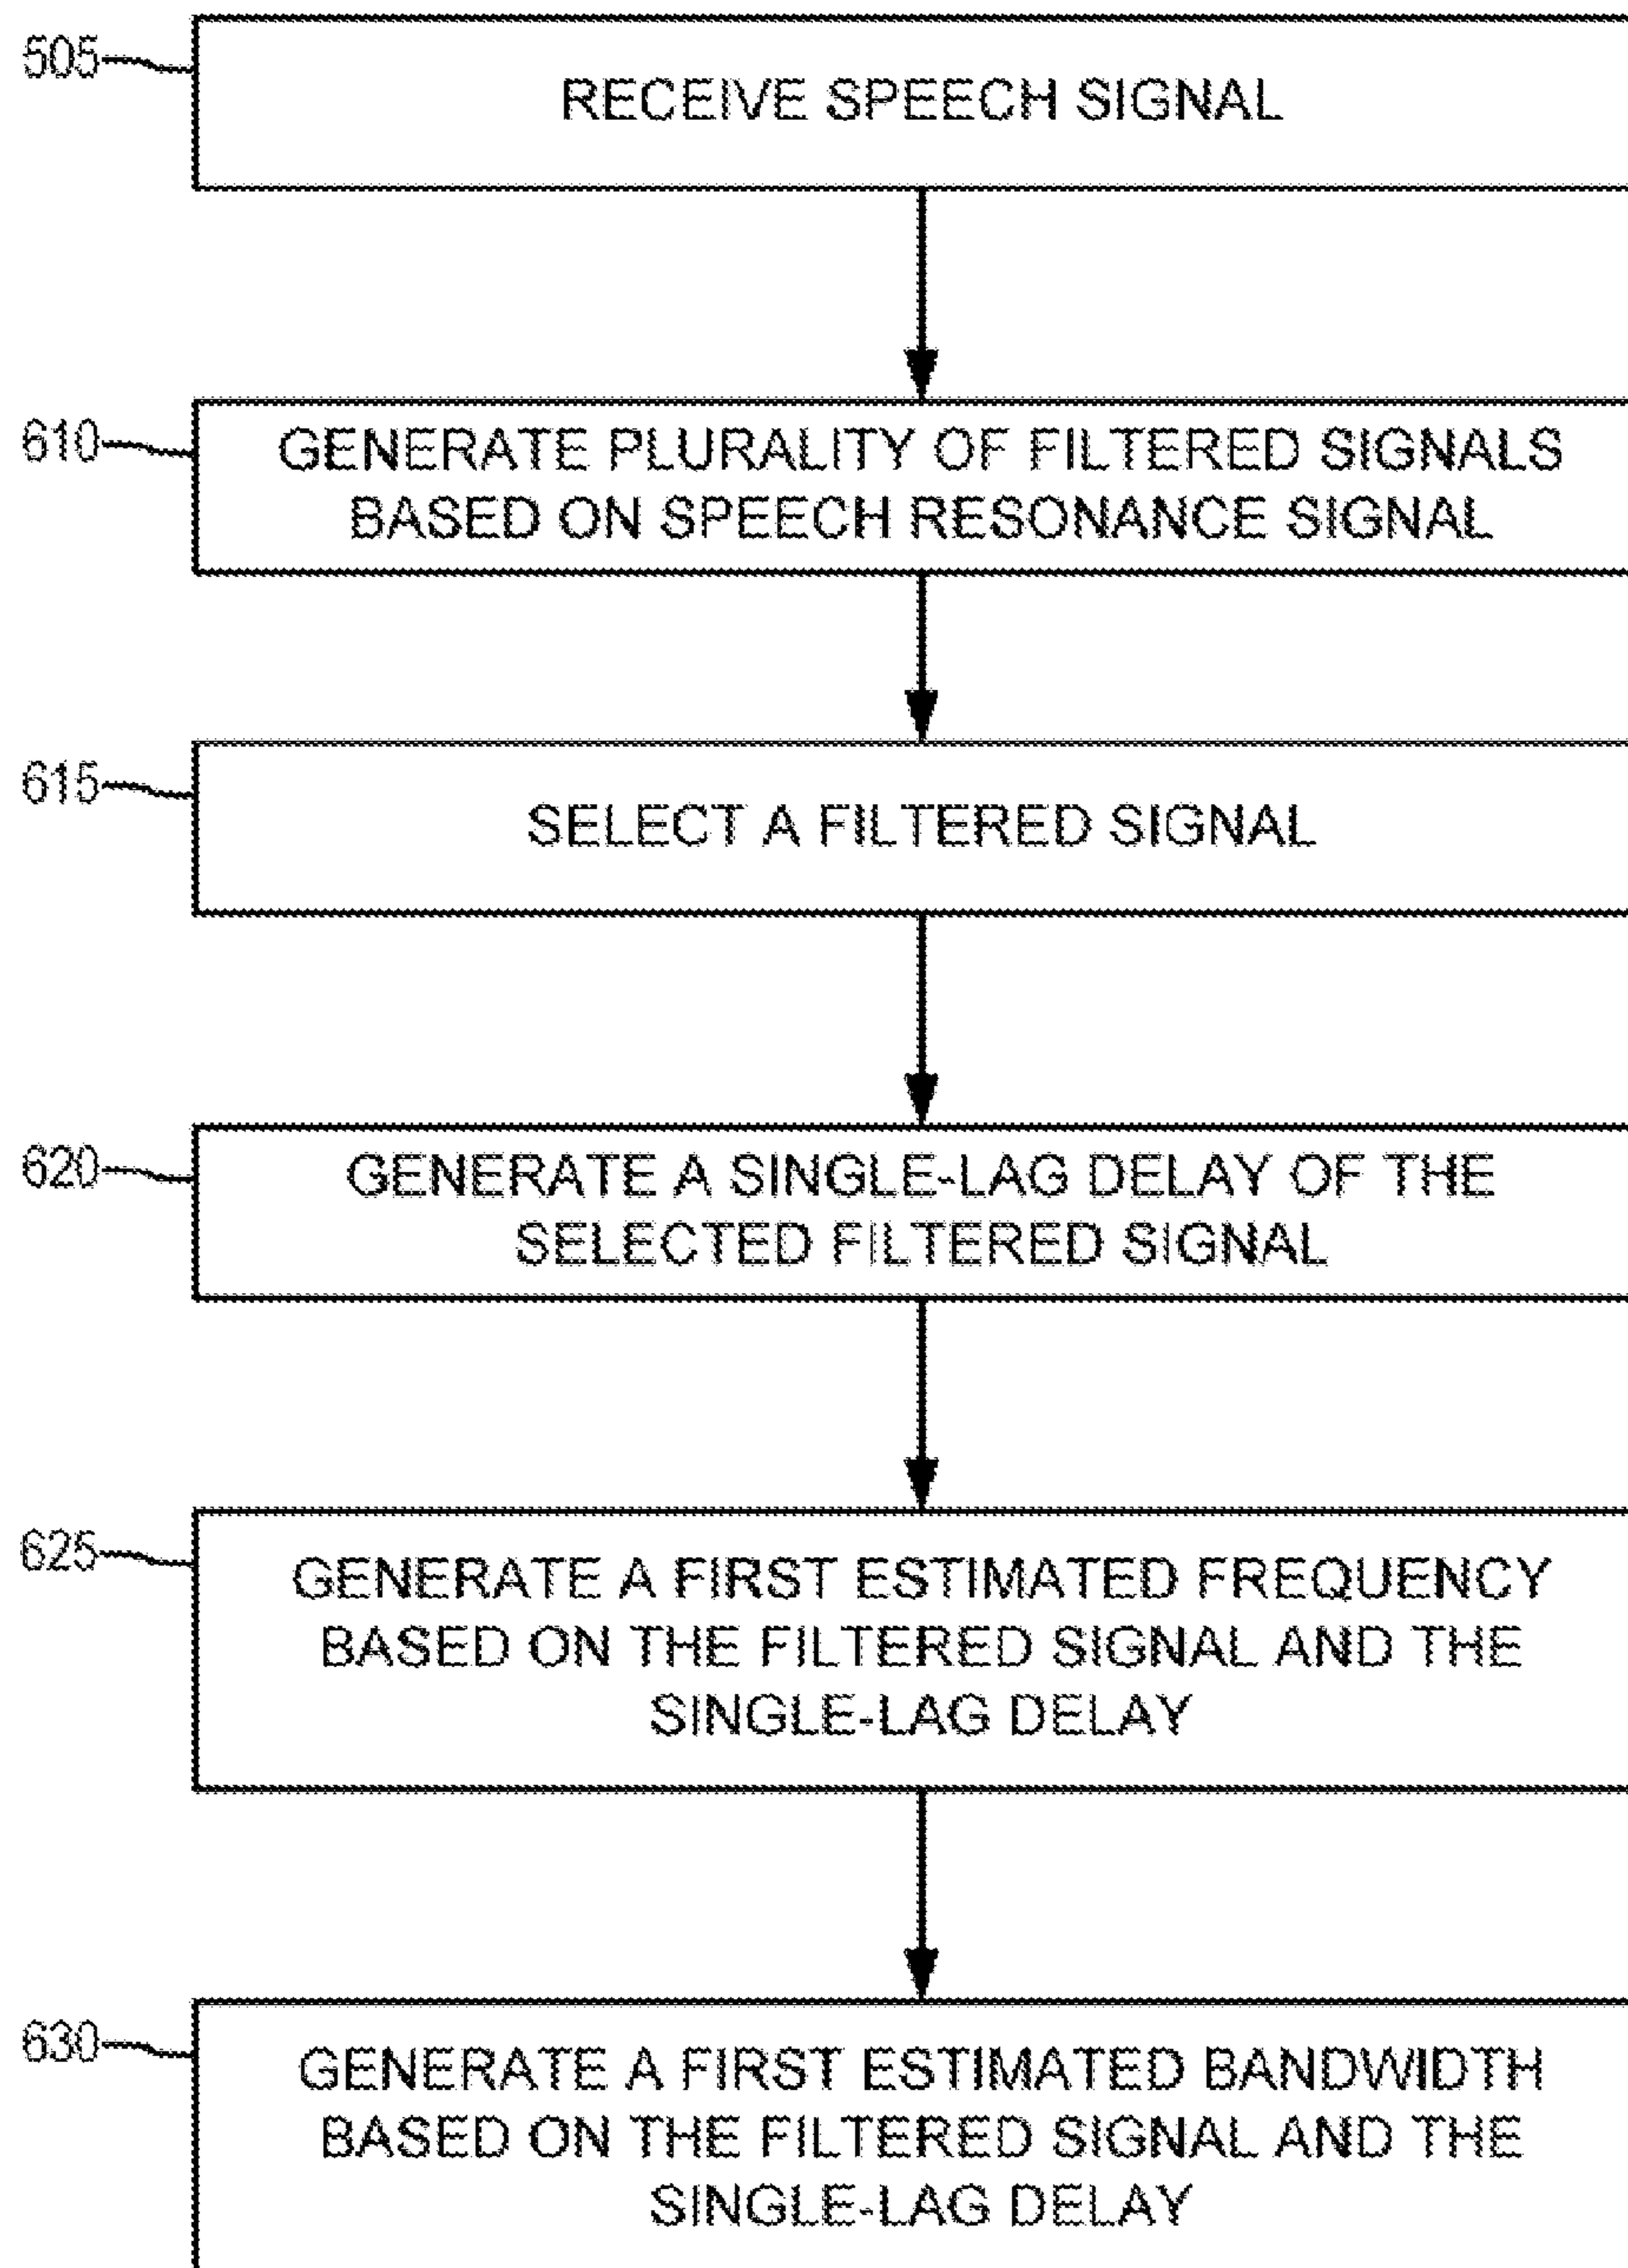 505
RECEIVE SPEECH SIGNAL
610
GENERATE PLURALITY OF FILTERED SIGNALS
BASED ON SPEECH RESONANCE SIGNAL
615
SELECT A FILTERED SIGNAL
620
GENERATE A SINGLE-LAG DELAY OF THE
SELECTED FILTERED SIGNAL
625
GENERATE A FIRST ESTIMATED FREQUENCY
BASED ON THE FILTERED SIGNAL AND THE
SINGLE-LAG DELAY
630
GENERATE A FIRST ESTIMATED BANDWIDTH
BASED ON THE FILTERED SIGNAL AND THE
SINGLE-LAG DELAY